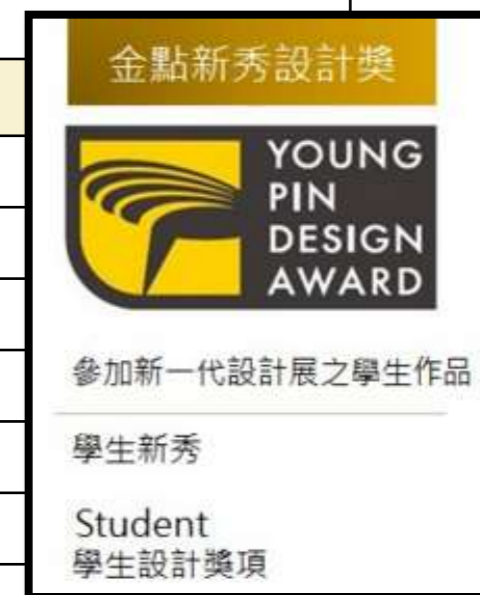 金點新秀設計獎
YOUNG
PIN
DESIGN
AWARD
參加新一代設計展之學生作品
學生新秀
Student
學生設計獎項